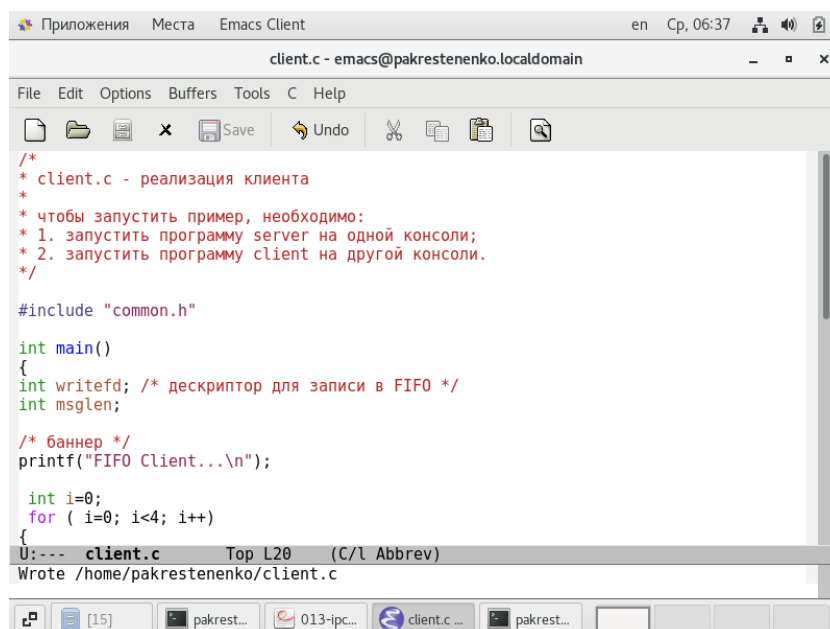 Приложения Места Emacs Client en Ср, 06:37
client.c - emacs@pakrestenenko.localdomain
File Edit Options Buffers Tools C Help
Save Undo
/*
* client.c - реализация клиента
*
* чтобы запустить пример, необходимо:
* 1. запустить программу server на одной консоли;
* 2. запустить программу client на другой консоли.
*/
#include "common.h"
int main()
{
int writefd; /* дескриптор для записи в FIFO */
int msglen;
/* баннер */
printf("FIFO Client...\n");
int i=0;
for ( i=0; i<4; i++)
{
U:--- client.c Top L20 (C/l Abbrev)
Wrote /home/pakrestenenko/client.c
[15] pakrest... 013-ipc... client.c ... pakrest...